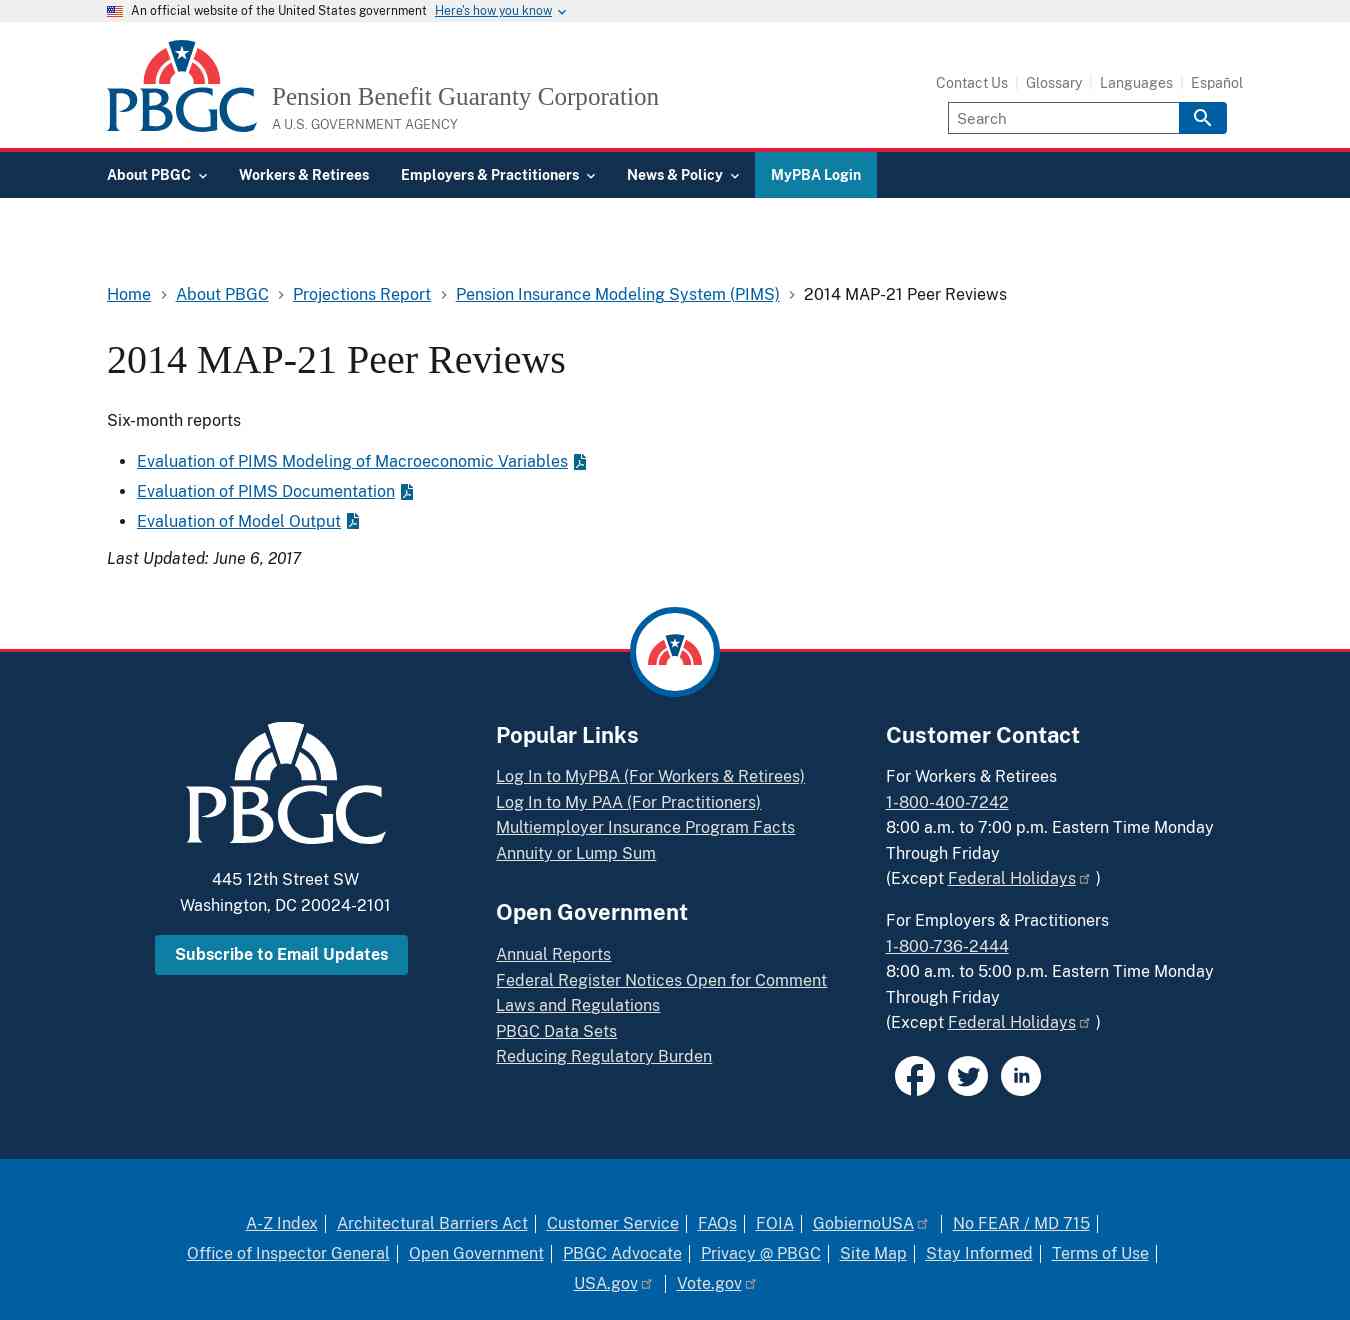 An official website of the United States government Here's how you know
PBGC
Pension Benefit Guaranty Corporation
A U.S. GOVERNMENT AGENCY
Contact Us Glossary Languages Español
Search
About PBGC Workers & Retirees Employers & Practitioners News & Policy MyPBA Login
Home About PBGC Projections Report Pension Insurance Modeling System (PIMS) 2014 MAP-21 Peer Reviews
2014 MAP-21 Peer Reviews
Six-month reports
Evaluation of PIMS Modeling of Macroeconomic Variables
Evaluation of PIMS Documentation
Evaluation of Model Output
Last Updated: June 6, 2017
PBGC
445 12th Street SW
Washington, DC 20024-2101
Subscribe to Email Updates
Popular Links
Log In to MyPBA (For Workers & Retirees)
Log In to My PAA (For Practitioners)
Multiemployer Insurance Program Facts
Annuity or Lump Sum
Open Government
Annual Reports
Federal Register Notices Open for Comment
Laws and Regulations
PBGC Data Sets
Reducing Regulatory Burden
Customer Contact
For Workers & Retirees
1-800-400-7242
8:00 a.m. to 7:00 p.m. Eastern Time Monday
Through Friday
(Except Federal Holidays )
For Employers & Practitioners
1-800-736-2444
8:00 a.m. to 5:00 p.m. Eastern Time Monday
Through Friday
(Except Federal Holidays )
in
A-Z Index Architectural Barriers Act Customer Service FAQs FOIA GobiernoUSA No FEAR / MD 715
Office of Inspector General Open Government PBGC Advocate Privacy @ PBGC Site Map Stay Informed Terms of Use
USA.gov Vote.gov